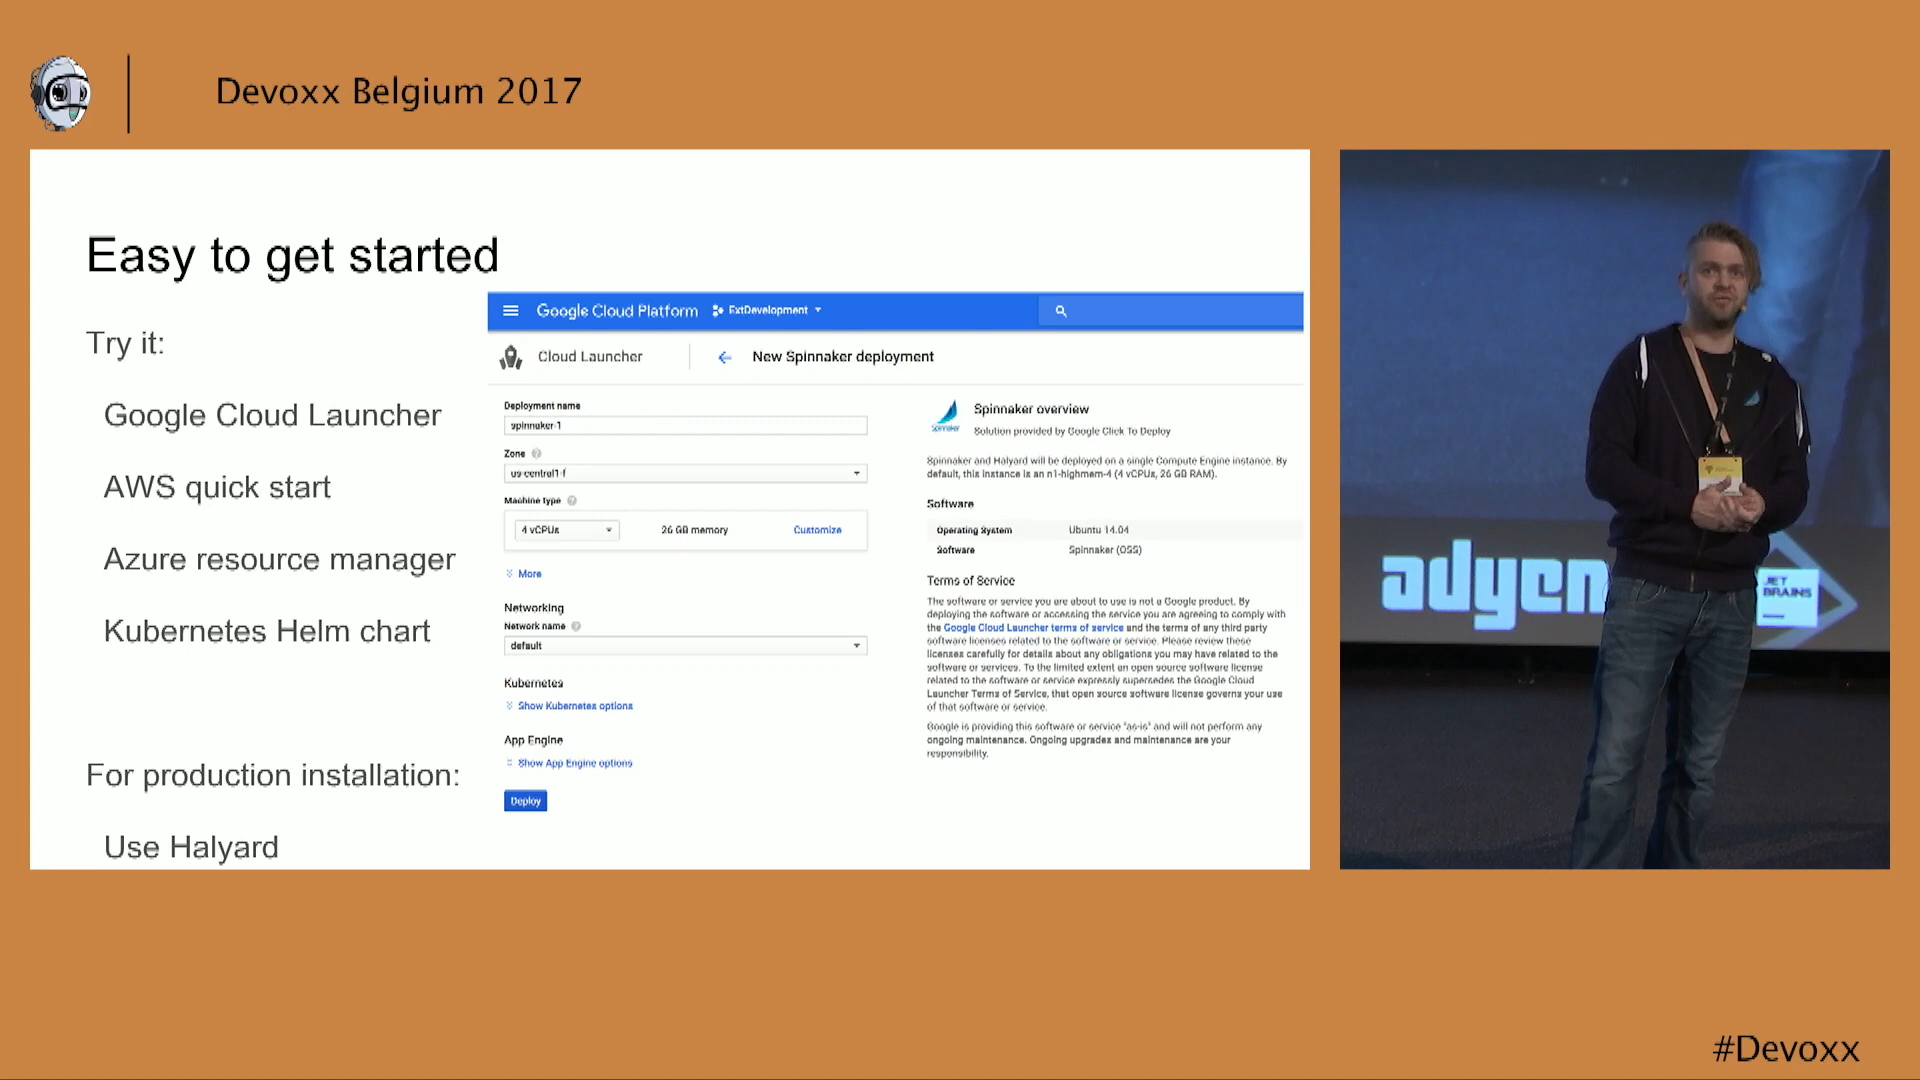 Devoxx Belgium 2017
Easy to get started
Try it:
Google Cloud Launcher
AWS quick start
Azure resource manager
Kubernetes Helm chart
For production installation:
Use Halyard
Google Cloud Platform
ExtDevelopment
Cloud Launcher
New Spinnaker deployment
Deployment name
spinnaker-1
Zone
us-central1-f
Machine type
4 vCPUs
26 GB memory
Customize
More
Networking
Network name
default
Kubernetes
Show Kubernetes options
App Engine
Show App Engine options
Deploy
Spinnaker
Spinnaker overview
Solution provided by Google Click To Deploy
Spinnaker and Halyard will be deployed on a single Compute Engine instance. By
default, this instance is an n1-highmem-4 (4 vCPUs, 26 GB RAM).
Software
Operating System Ubuntu 14.04
Software Spinnaker (OSS)
Terms of Service
The software or service you are about to use is not a Google product. By
deploying the software or accessing the service you are agreeing to comply with
the Google Cloud Launcher terms of service and the terms of any third party
software licenses related to the software or service. Please review these
licenses carefully for details about any obligations you may have related to the
software or services. To the limited extent an open source software license
related to the software or service expressly supersedes the Google Cloud
Launcher Terms of Service, that open source software license governs your use
of that software or service.
Google is providing this software or service "as-is" and will not perform any
ongoing maintenance. Ongoing upgrades and maintenance are your
responsibility.
adyen
JET
BRAINS
#Devoxx